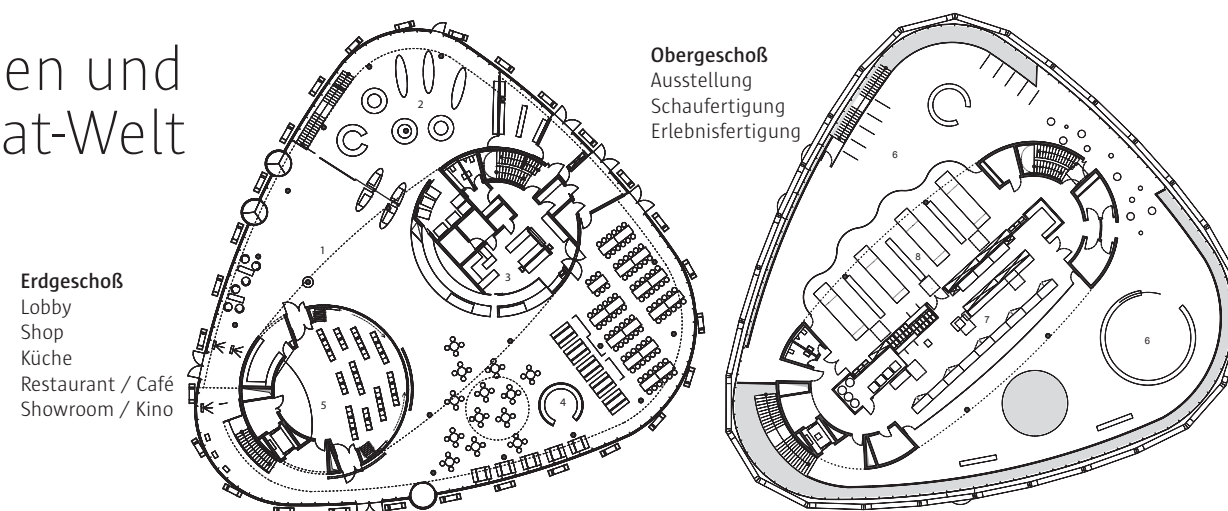 en und
at-Welt
Erdgeschoß
Lobby
Shop
Küche
Restaurant / Café
Showroom / Kino
1
2
3
4
5
Obergeschoß
Ausstellung
Schaufertigung
Erlebnisfertigung
6
8
7
6